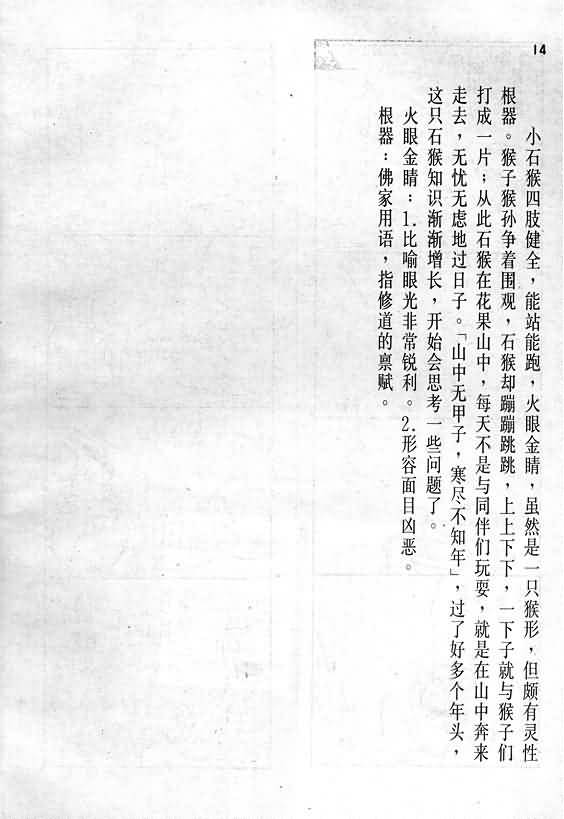 14
小石猴四肢健全，能站能跑，火眼金睛，虽然是一只猴形，但颇有灵性
根器。猴子猴孙争着围观，石猴却蹦蹦跳跳，上上下下，一下子就与猴子们
打成一片；从此石猴在花果山中，每天不是与同伴们玩耍，就是在山中奔来
走去，无忧无虑地过日子。「山中无甲子，寒尽不知年」，过了好多个年头，
这只石猴知识渐渐增长，开始会思考一些问题了。
火眼金睛：1.比喻眼光非常锐利。2.形容面目凶恶。
根器：佛家用语，指修道的禀赋。